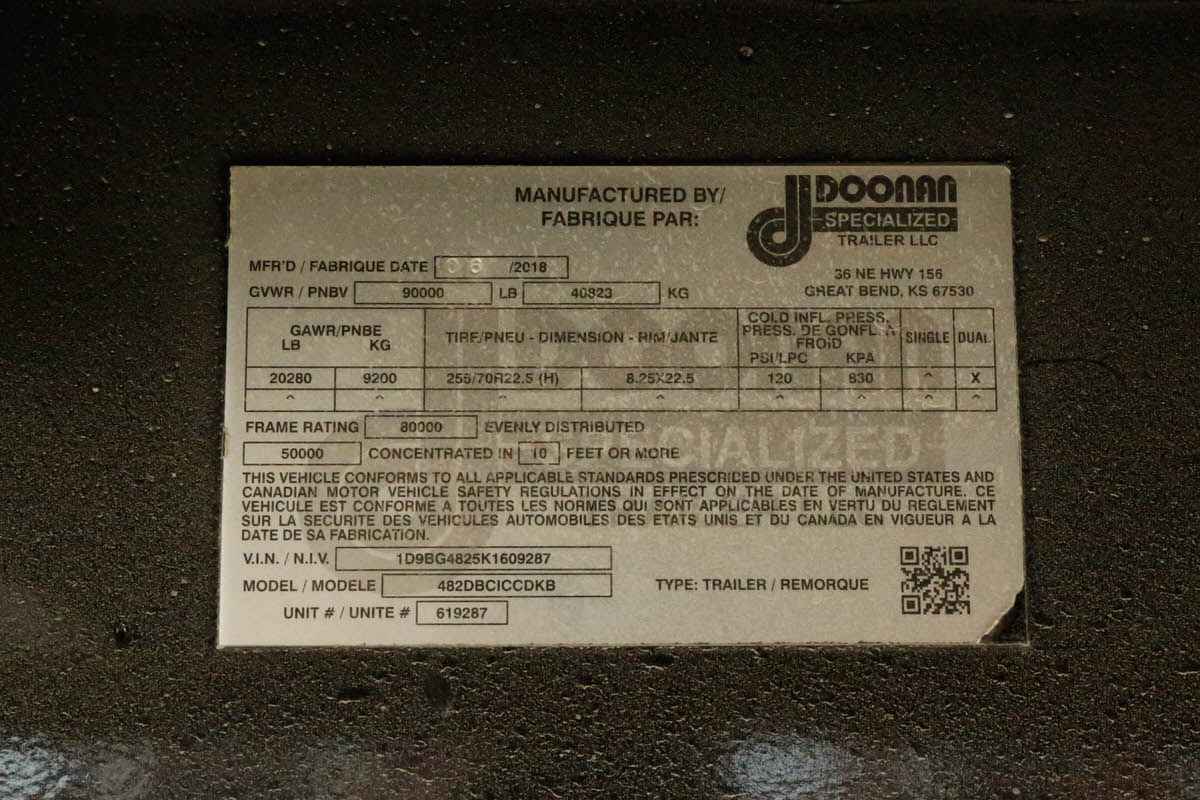 MANUFACTURED BY/
FABRIQUE PAR:
DOONAN
SPECIALIZED
TRAILER LLC
36 NE HWY 156
GREAT BEND, KS 67530
MFR'D / FABRIQUE DATE 06 /2018
GVWR / PNBV 90000 LB 40823 KG
GAWR/PNBE
LB KG
TIRE/PNEU - DIMENSION - RIM/JANTE
COLD INFL. PRESS.
PRESS. DE GONFL. A
FROID
PSI/LPC KPA
SINGLE DUAL
20280 9200 255/70R22.5 (H) 8.25X22.5 120 830 ^ X
^ ^ ^ ^ ^ ^ ^ ^
FRAME RATING 80000 EVENLY DISTRIBUTED
50000 CONCENTRATED IN 10 FEET OR MORE
SPECIALIZED
THIS VEHICLE CONFORMS TO ALL APPLICABLE STANDARDS PRESCRIBED UNDER THE UNITED STATES AND
CANADIAN MOTOR VEHICLE SAFETY REGULATIONS IN EFFECT ON THE DATE OF MANUFACTURE. CE
VEHICULE EST CONFORME A TOUTES LES NORMES QUI SONT APPLICABLES EN VERTU DU REGLEMENT
SUR LA SECURITE DES VEHICULES AUTOMOBILES DES ETATS UNIS ET DU CANADA EN VIGUEUR A LA
DATE DE SA FABRICATION.
V.I.N. / N.I.V. 1D9BG4825K1609287
MODEL / MODELE 482DBCICCDKB
TYPE: TRAILER / REMORQUE
UNIT # / UNITE # 619287